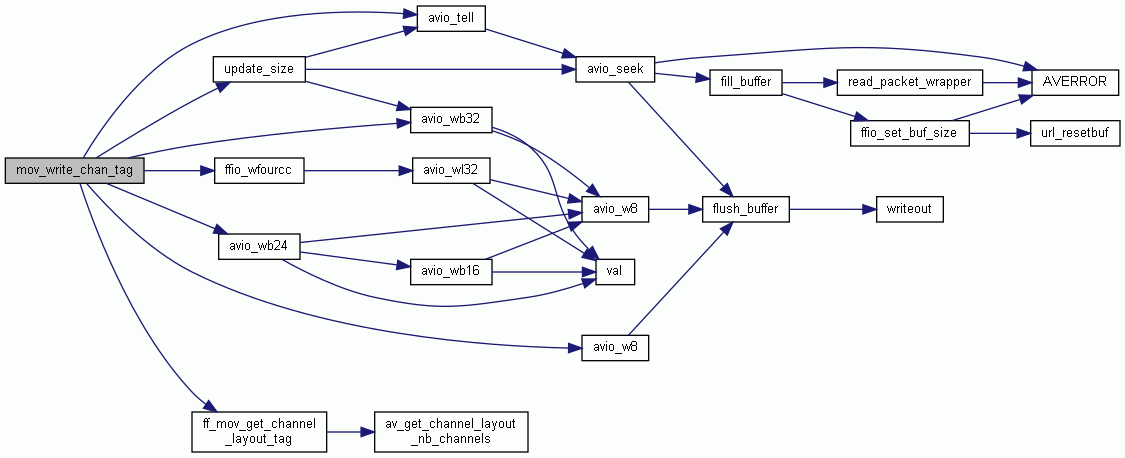 avio_tell
update_size
avio_seek
fill_buffer
read_packet_wrapper
AVERROR
avio_wb32
ffio_set_buf_size
url_resetbuf
mov_write_chan_tag
ffio_wfourcc
avio_wl32
avio_w8
flush_buffer
writeout
avio_wb24
avio_wb16
val
avio_w8
ff_mov_get_channel
_layout_tag
av_get_channel_layout
_nb_channels